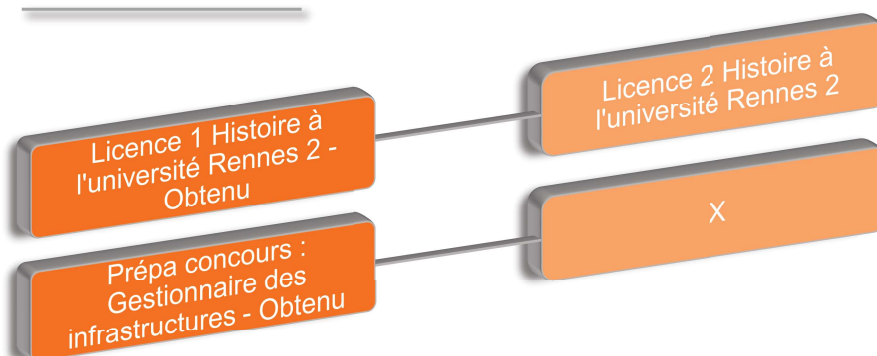 Licence 1 Histoire à
l'université Rennes 2 -
Obtenu
Licence 2 Histoire à
l'université Rennes 2
Prépa concours :
Gestionnaire des
infrastructures - Obtenu
X